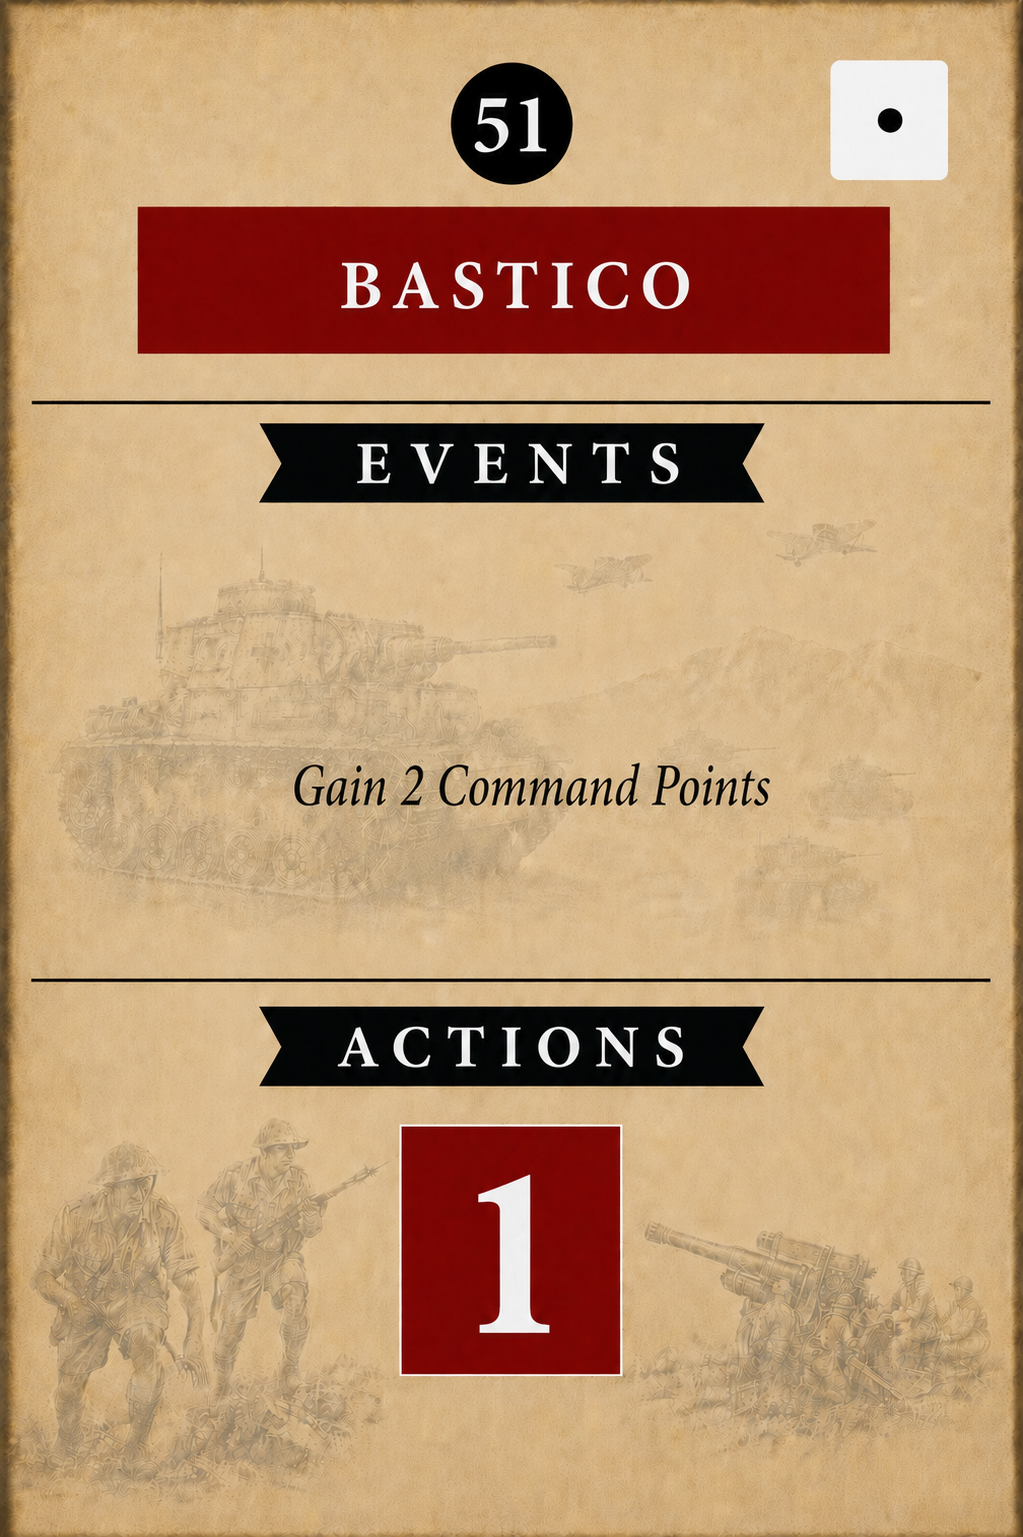 51
BASTICO
EVENTS
Gain 2 Command Points
ACTIONS
1